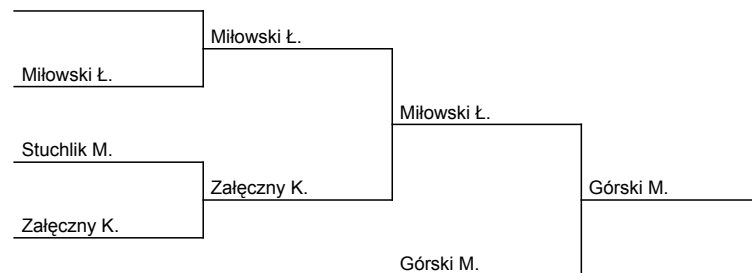 Miłowski Ł.
Miłowski Ł.
Miłowski Ł.
Stuchlik M.
Załęczny K.
Górski M.
Załęczny K.
Górski M.